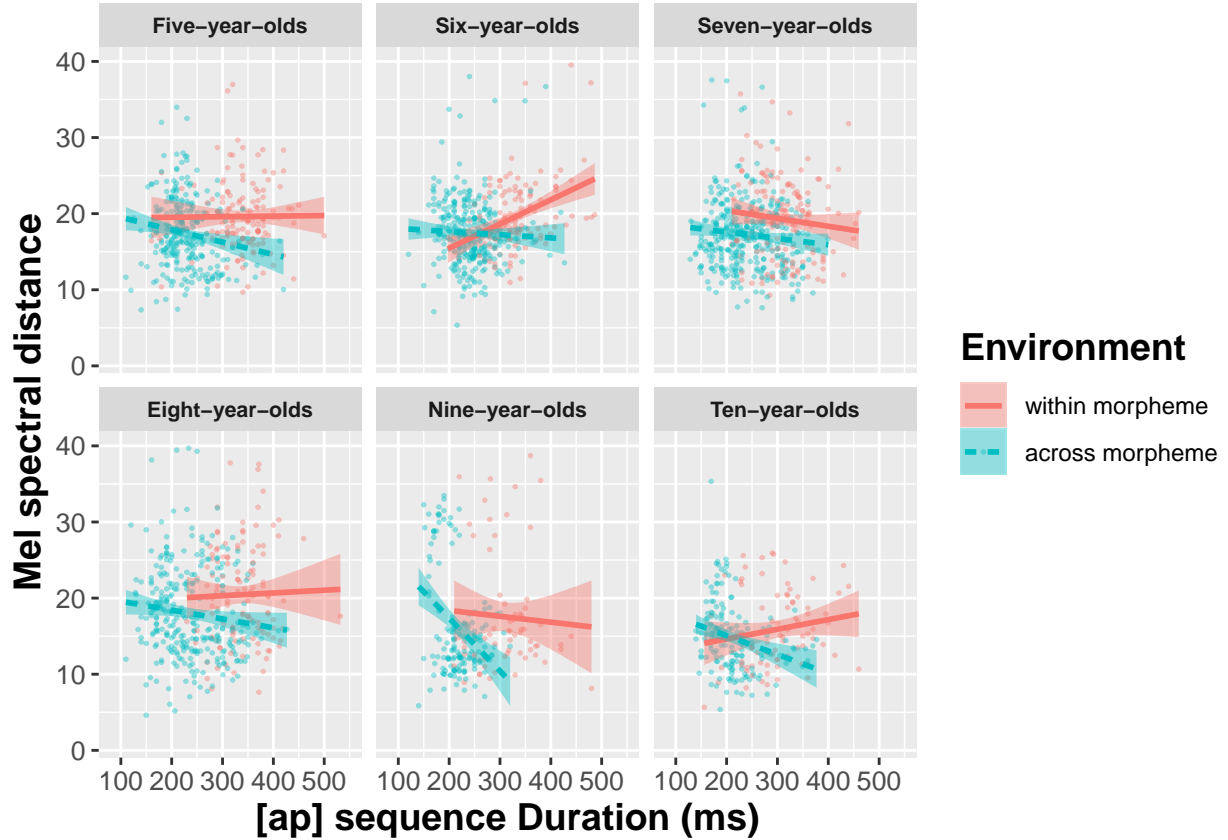 Five−year−olds
Six−year−olds
Seven−year−olds
40
30
20
10
0
Eight−year−olds
Nine−year−olds
Ten−year−olds
40
30
20
10
0
100 200 300 400 500
100 200 300 400 500
100 200 300 400 500
[ap] sequence Duration (ms)
Mel spectral distance
Environment
within morpheme
across morpheme